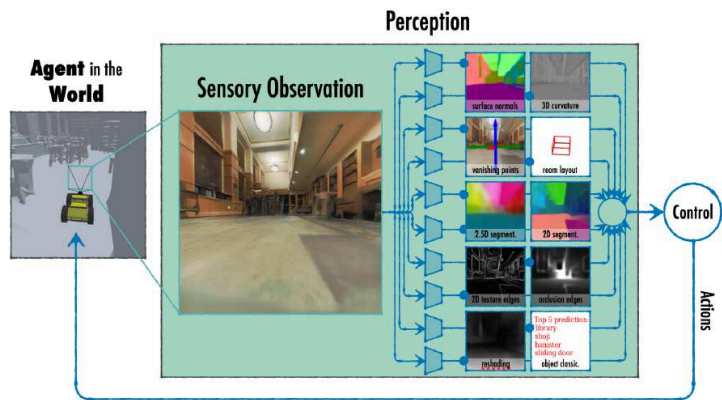 Perception
Agent in the
World
Sensory Observation
surface normals
3D curvature
vanishing points
room layout
2.5D segment.
2D segment.
2D texture edges
occlusion edges
reshading
Top 5 prediction:
library
shoji
banister
sliding door
object classic.
Control
Actions